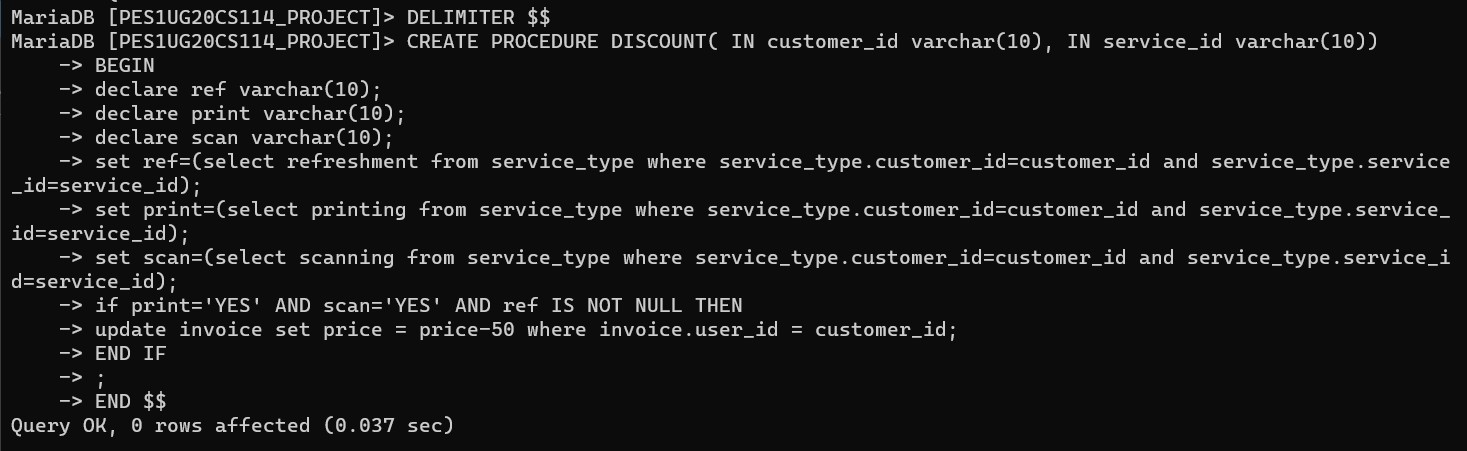 MariaDB [PES1UG20CS114_PROJECT]> DELIMITER $$
MariaDB [PES1UG20CS114_PROJECT]> CREATE PROCEDURE DISCOUNT( IN customer_id varchar(10), IN service_id varchar(10))
    -> BEGIN
    -> declare ref varchar(10);
    -> declare print varchar(10);
    -> declare scan varchar(10);
    -> set ref=(select refreshment from service_type where service_type.customer_id=customer_id and service_type.service
_id=service_id);
    -> set print=(select printing from service_type where service_type.customer_id=customer_id and service_type.service_
id=service_id);
    -> set scan=(select scanning from service_type where service_type.customer_id=customer_id and service_type.service_i
d=service_id);
    -> if print='YES' AND scan='YES' AND ref IS NOT NULL THEN
    -> update invoice set price = price-50 where invoice.user_id = customer_id;
    -> END IF
    -> ;
    -> END $$
Query OK, 0 rows affected (0.037 sec)